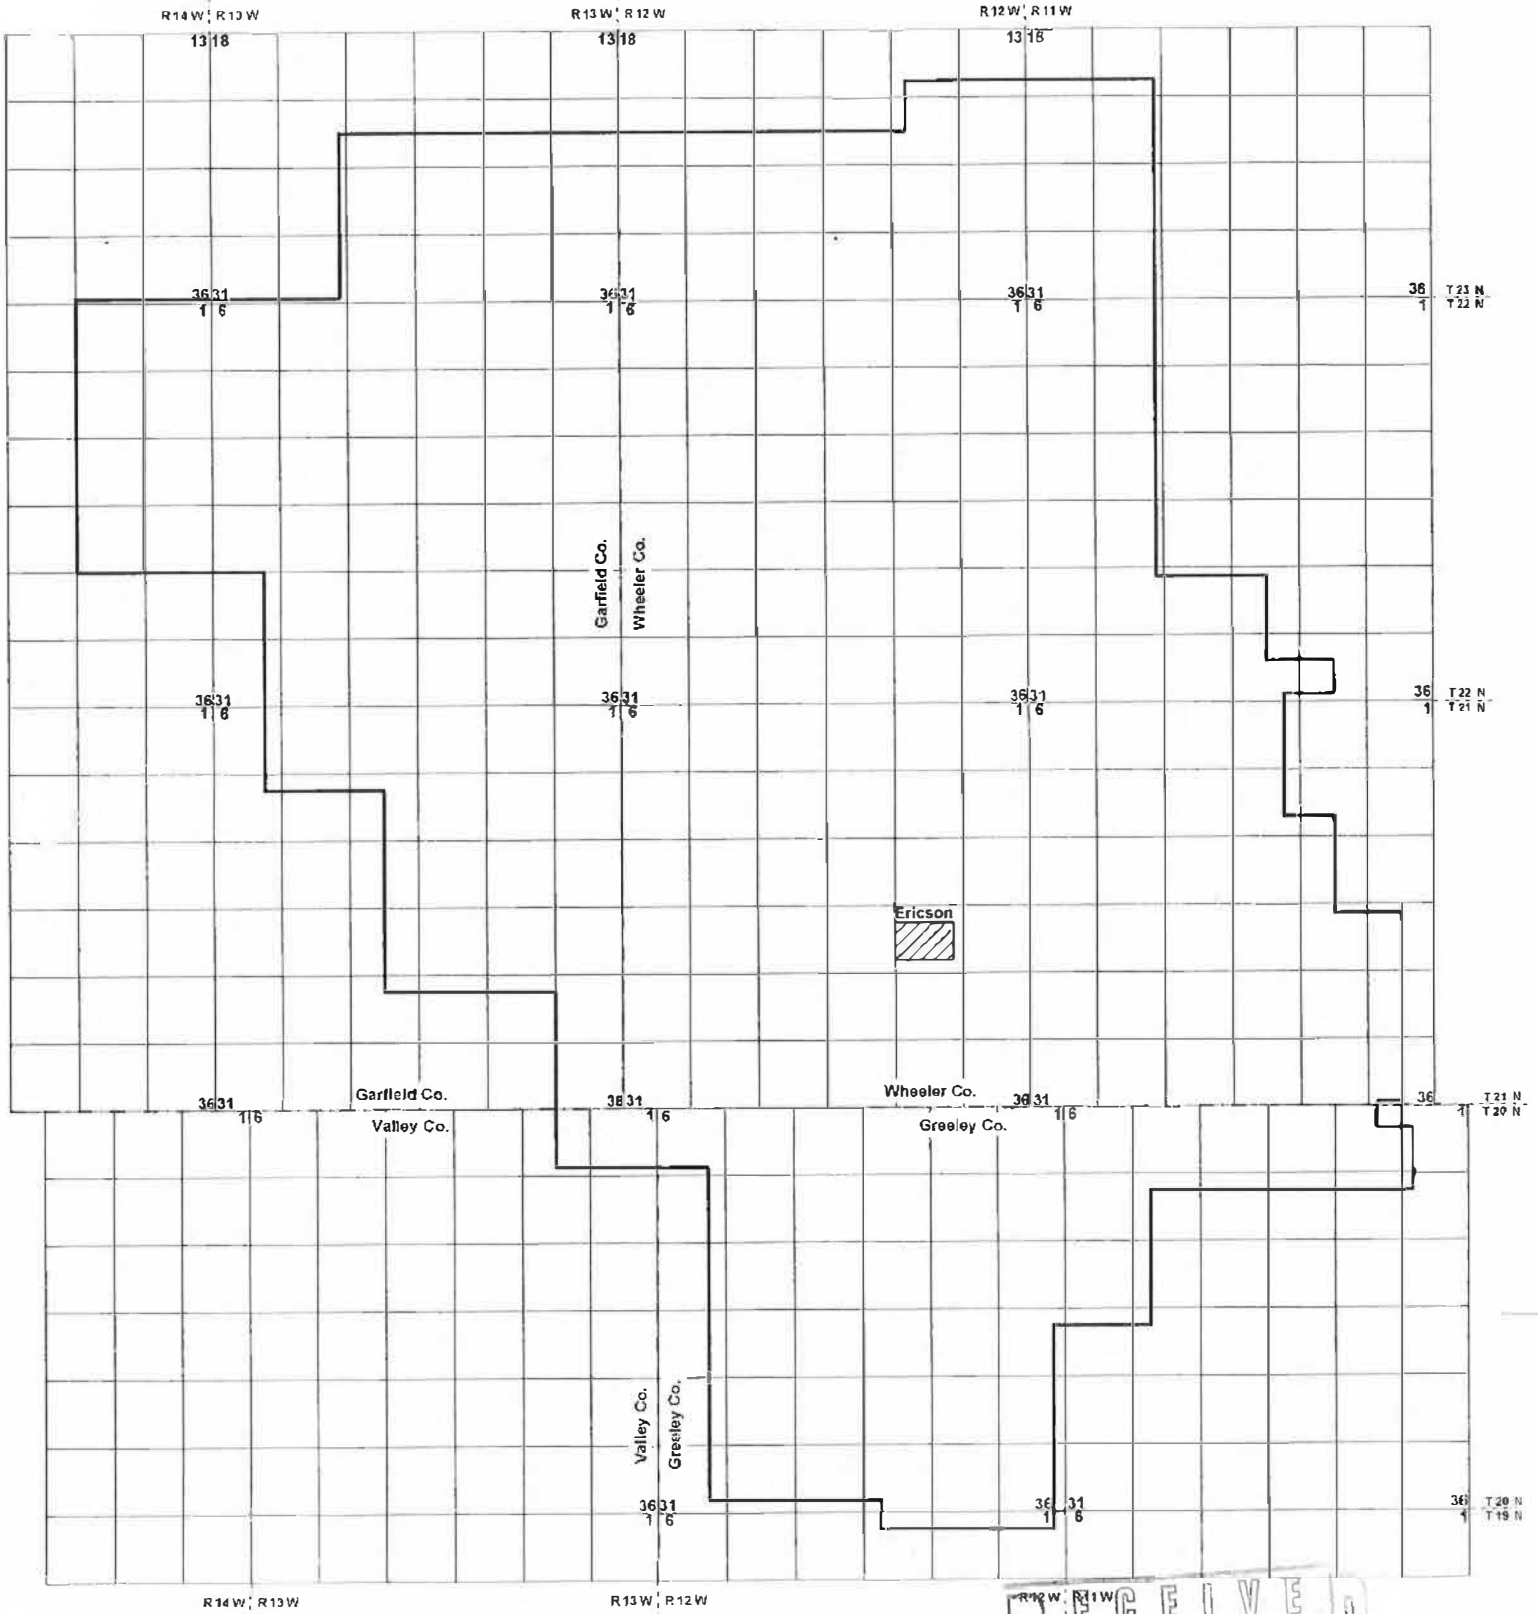 R14W R13W R13W R12W R12W R11W
13 18 13 18 13 18
36 31 36 31 36 31 36 T23 N
1 6 1 6 1 6 1 T22 N
Garfield Co.
Wheeler Co.
36 31 36 31 36 31 36 T22 N
1 6 1 6 1 6 1 T21 N
Ericson
Garfield Co. Wheeler Co.
36 31 36 31 36 31 36 T21 N
1 6 1 6 1 6 1 T20 N
Valley Co. Greeley Co.
Valley Co.
Greeley Co.
36 31 36 31 36 T20 N
1 6 1 6 1 T19 N
R14W R13W R13W R12W R12W R11W